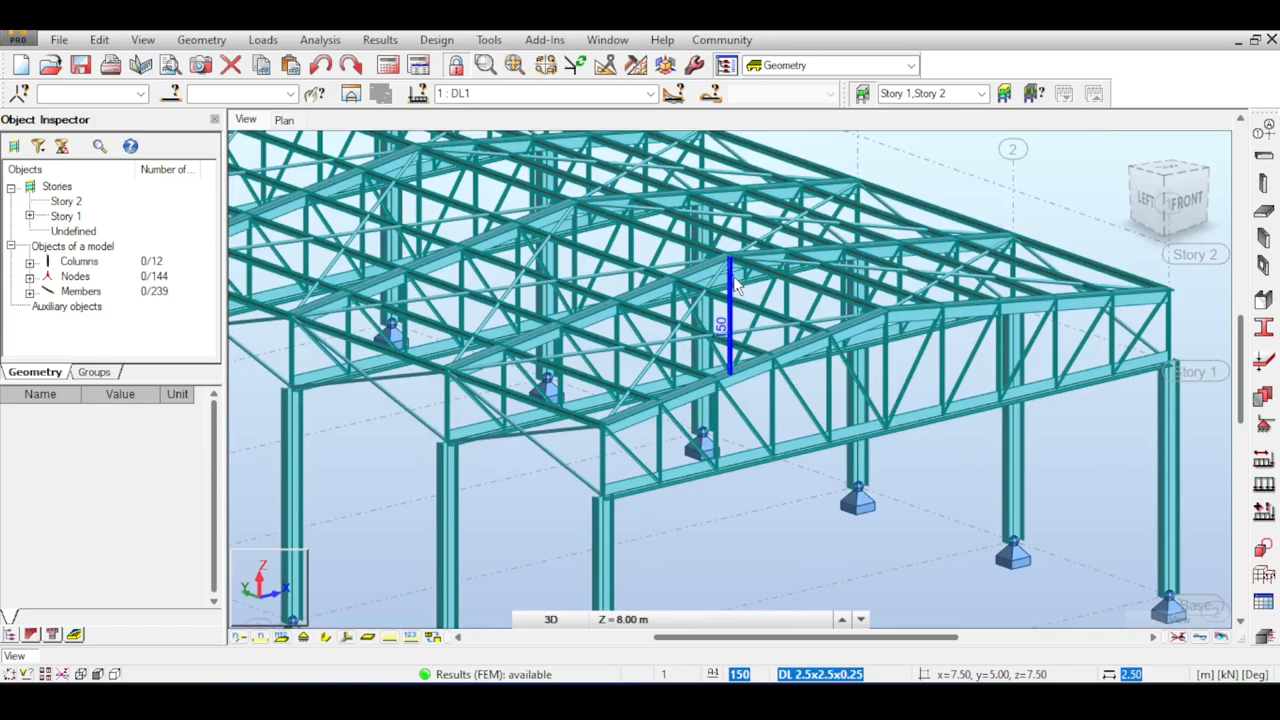 PRO File Edit View Geometry Loads Analysis Results Design Tools Add-Ins Window Help Community
Geometry
1 : DL1 Story 1,Story 2
Object Inspector
View Plan
Objects Number of...
Stories
Story 2
Story 1
Undefined
Objects of a model
Columns 0/12
Nodes 0/144
Members 0/239
Auxiliary objects
Geometry Groups
Name Value Unit
2
LEFT FRONT
Story 2
150
Story 1
Base
Z
Y X
3D Z = 8.00 m
View
Results (FEM): available 1 150 DL 2.5x2.5x0.25 x=7.50, y=5.00, z=7.50 2.50 [m] [kN] [Deg]